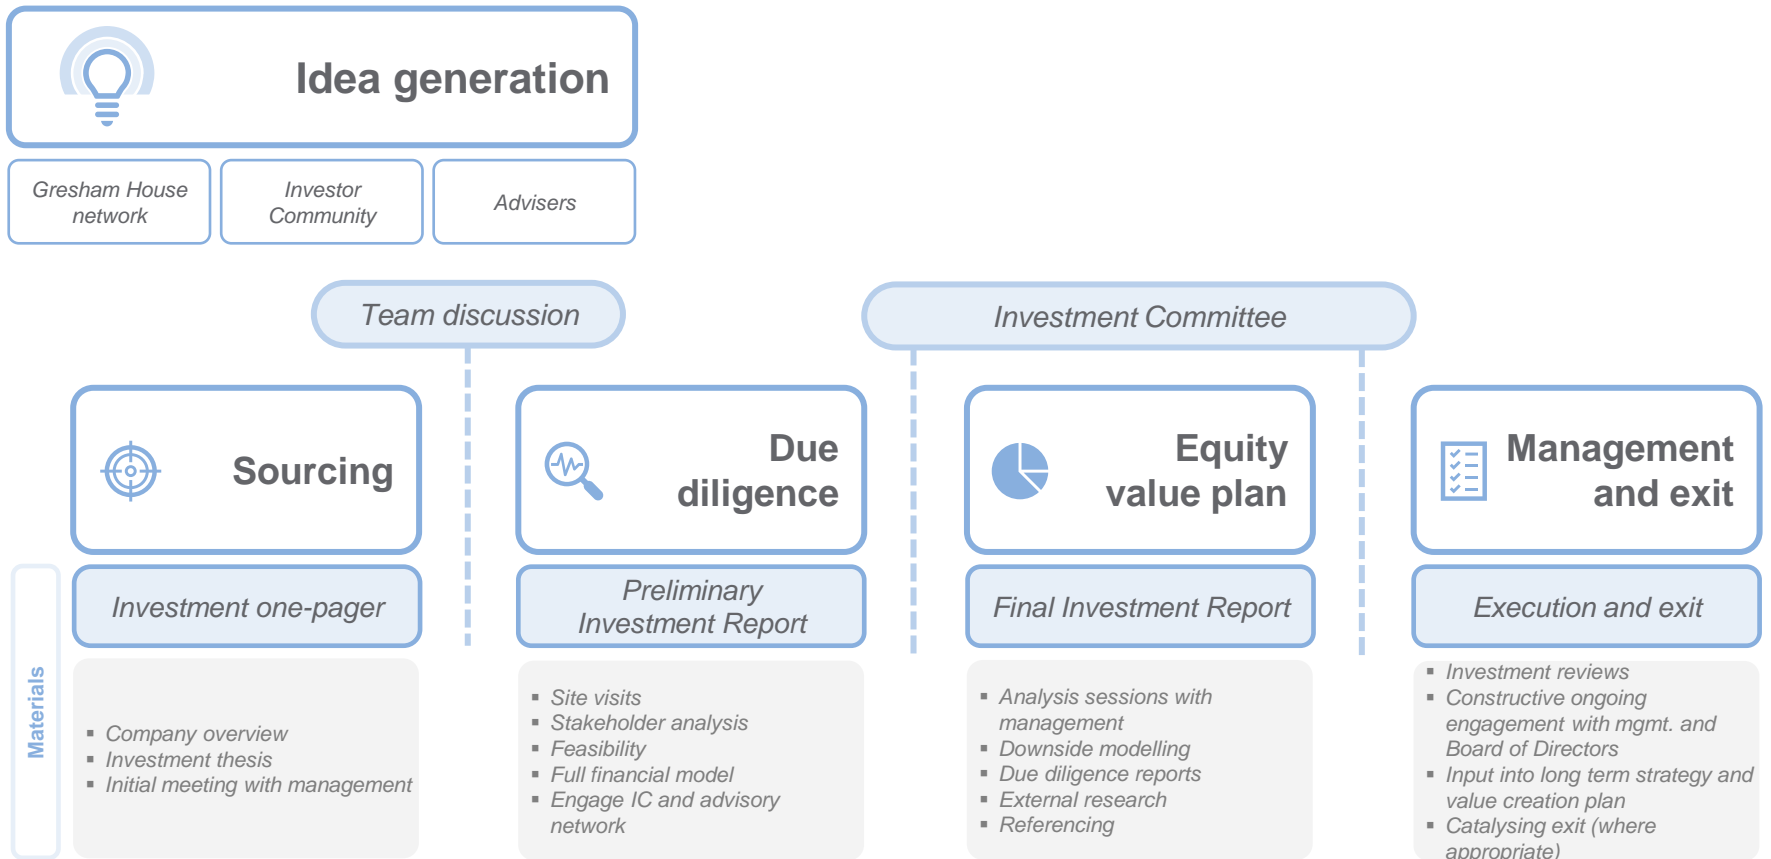 Idea generation
Gresham House
network
Investor
Community
Advisers
Team discussion
Investment Committee
Sourcing
Due
diligence
Equity
value plan
Management
and exit
Materials
Investment one-pager
Preliminary
Investment Report
Final Investment Report
Execution and exit
▪ Company overview
▪ Investment thesis
▪ Initial meeting with management
▪ Site visits
▪ Stakeholder analysis
▪ Feasibility
▪ Full financial model
▪ Engage IC and advisory
network
▪ Analysis sessions with
management
▪ Downside modelling
▪ Due diligence reports
▪ External research
▪ Referencing
▪ Investment reviews
▪ Constructive ongoing
engagement with mgmt. and
Board of Directors
▪ Input into long term strategy and
value creation plan
▪ Catalysing exit (where
appropriate)